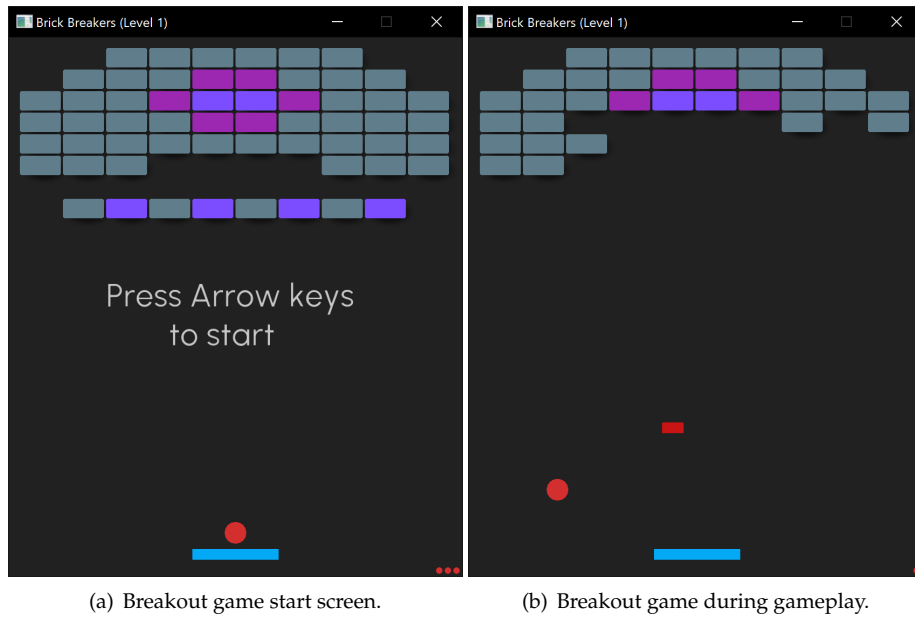 Brick Breakers (Level 1)
Brick Breakers (Level 1)
Press Arrow keys
to start
(a) Breakout game start screen.
(b) Breakout game during gameplay.